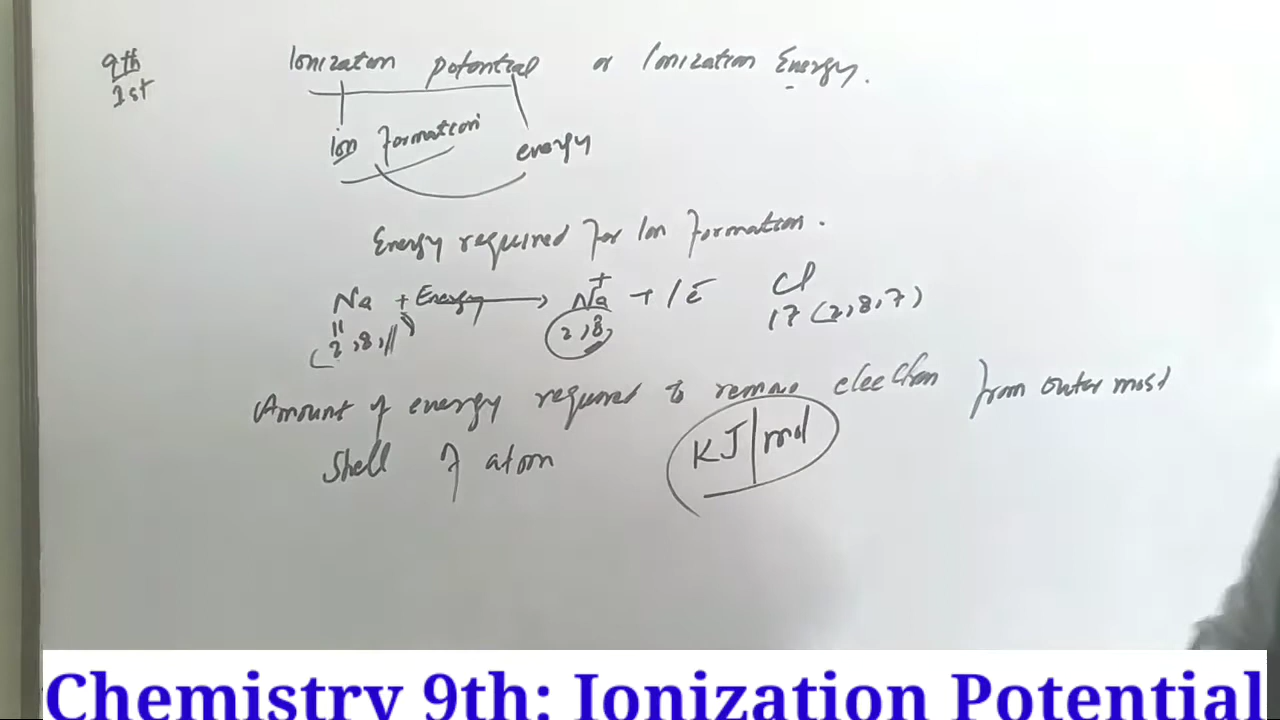 9th
1st
Ionization potential or Ionization Energy.
ion formation energy
Energy required for Ion Formation.
Na + Energy → Na+ + 1e- Cl
11 (2,8,1) 2,8, 17 (2,8,7)
Amount of energy required to remove electron from outer most
shell of atom KJ/mol
Chemistry 9th: Ionization Potential